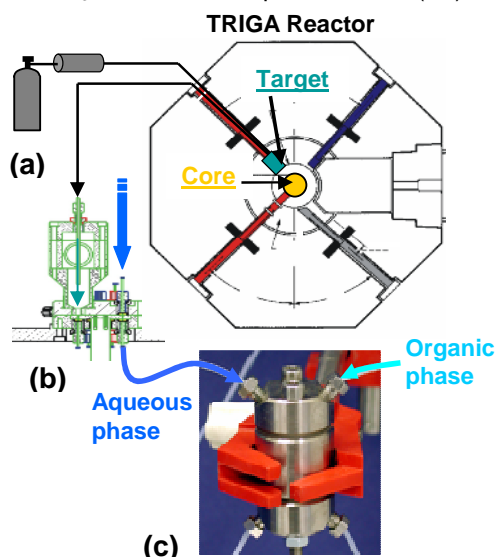 TRIGA Reactor
Target
(a)
Core
(b)
Organic
phase
Aqueous
phase
(c)